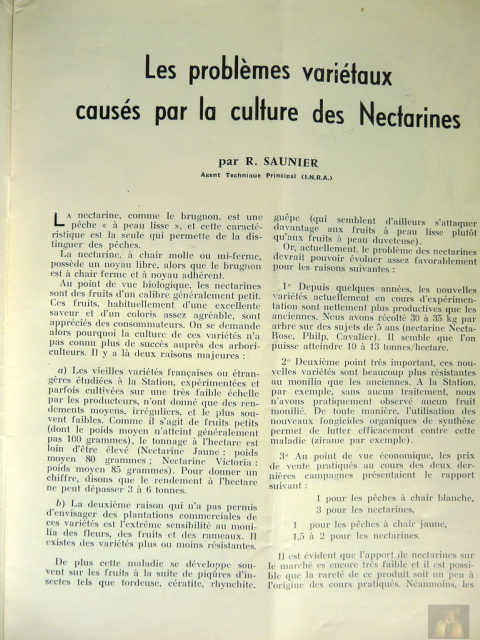 Les problèmes variétaux
causés par la culture des Nectarines
par R. SAUNIER
Agent Technique Principal (I.N.R.A.)
LA nectarine, comme le brugnon, est une
pêche « à peau lisse », et cette caracté-
ristique est la seule qui permette de la dis-
tinguer des pêches.
La nectarine, à chair molle ou mi-ferme,
possède un noyau libre, alors que le brugnon
est à chair ferme et à noyau adhérent.
Au point de vue biologique, les nectarines
sont des fruits d'un calibre généralement petit.
Ces fruits, habituellement d'une excellente
saveur et d'un coloris assez agréable, sont
appréciés des consommateurs. On se demande
alors pourquoi la culture de ces variétés n'a
pas connu plus de succès auprès des arbori-
culteurs. Il y a là deux raisons majeures :
a) Les vieilles variétés françaises ou étran-
gères étudiées à la Station, expérimentées et
parfois cultivées sur une très faible échelle
par les producteurs, n'ont donné que des ren-
dements moyens, irréguliers, et le plus sou-
vent faibles. Comme il s'agit de fruits petits
(dont le poids moyen n'atteint généralement
pas 100 grammes), le tonnage à l'hectare est
loin d'être élevé (Nectarine Jaune : poids
moyen 80 grammes ; Nectarine Victoria :
poids moyen 85 grammes). Pour donner un
chiffre, disons que le rendement à l'hectare
ne peut dépasser 3 à 6 tonnes.
b) La deuxième raison qui n'a pas permis
d'envisager des plantations commerciales de
ces variétés est l'extrême sensibilité au moni-
lia des fleurs, des fruits et des rameaux. Il
existe des variétés plus ou moins résistantes.
De plus cette maladie se développe sou-
vent sur les fruits à la suite de piqûres d'in-
sectes tels que tordeuse, cératite, rhynchite,
guêpe (qui semblent d'ailleurs s'attaquer
davantage aux fruits à peau lisse plutôt
qu'aux fruits à peau duveteuse).
Or, actuellement, le problème des nectarines
devrait pouvoir évoluer assez favorablement
pour les raisons suivantes :
1° Depuis quelques années, les nouvelles
variétés actuellement en cours d'expérimen-
tation sont nettement plus productives que les
anciennes. Nous avons récolté 30 à 35 kg par
arbre sur des sujets de 5 ans (nectarine Necta-
Rose, Philp, Cavalier). Il semble que l'on
puisse atteindre 10 à 13 tonnes/hectare.
2° Deuxième point très important, ces nou-
velles variétés sont beaucoup plus résistantes
au monilia que les anciennes. A la Station,
par exemple, sans aucun traitement, nous
n'avons pratiquement observé aucun fruit
monilié. De toute manière, l'utilisation des
nouveaux fongicides organiques de synthèse
permet de lutter efficacement contre cette
maladie (zirame par exemple).
3° Au point de vue économique, les prix
de vente pratiqués au cours des deux der-
nières campagnes présentaient le rapport
suivant :
1 pour les pêches à chair blanche,
3 pour les nectarines,
1 pour les pêches à chair jaune,
1,5 à 2 pour les nectarines.
Il est évident que l'apport de nectarines sur
le marché es encore très faible et il est possi-
ble que la rareté de ce produit soit un peu à
l'origine des cours pratiqués. Néanmoins, les